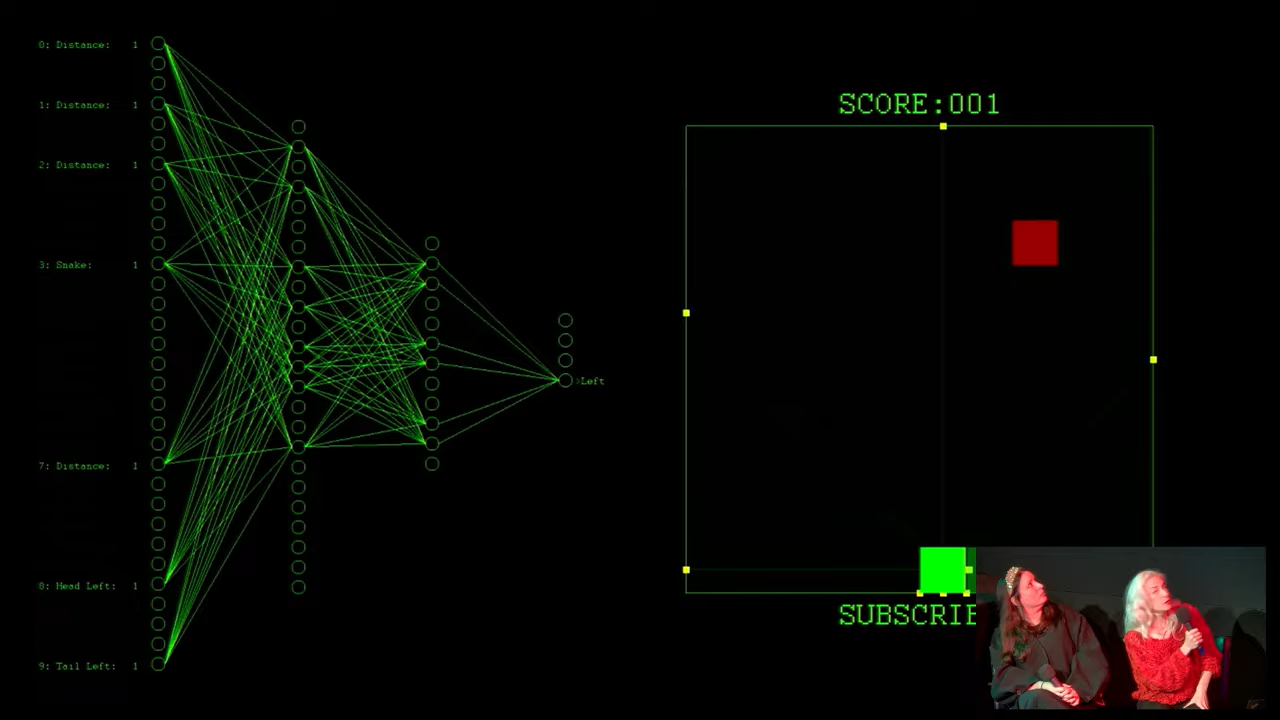 0: Distance: 1
1: Distance: 1
2: Distance: 1
3: Snake: 1
7: Distance: 1
8: Head Left: 1
9: Tail Left: 1
>Left
SCORE:001
SUBSCRIBE